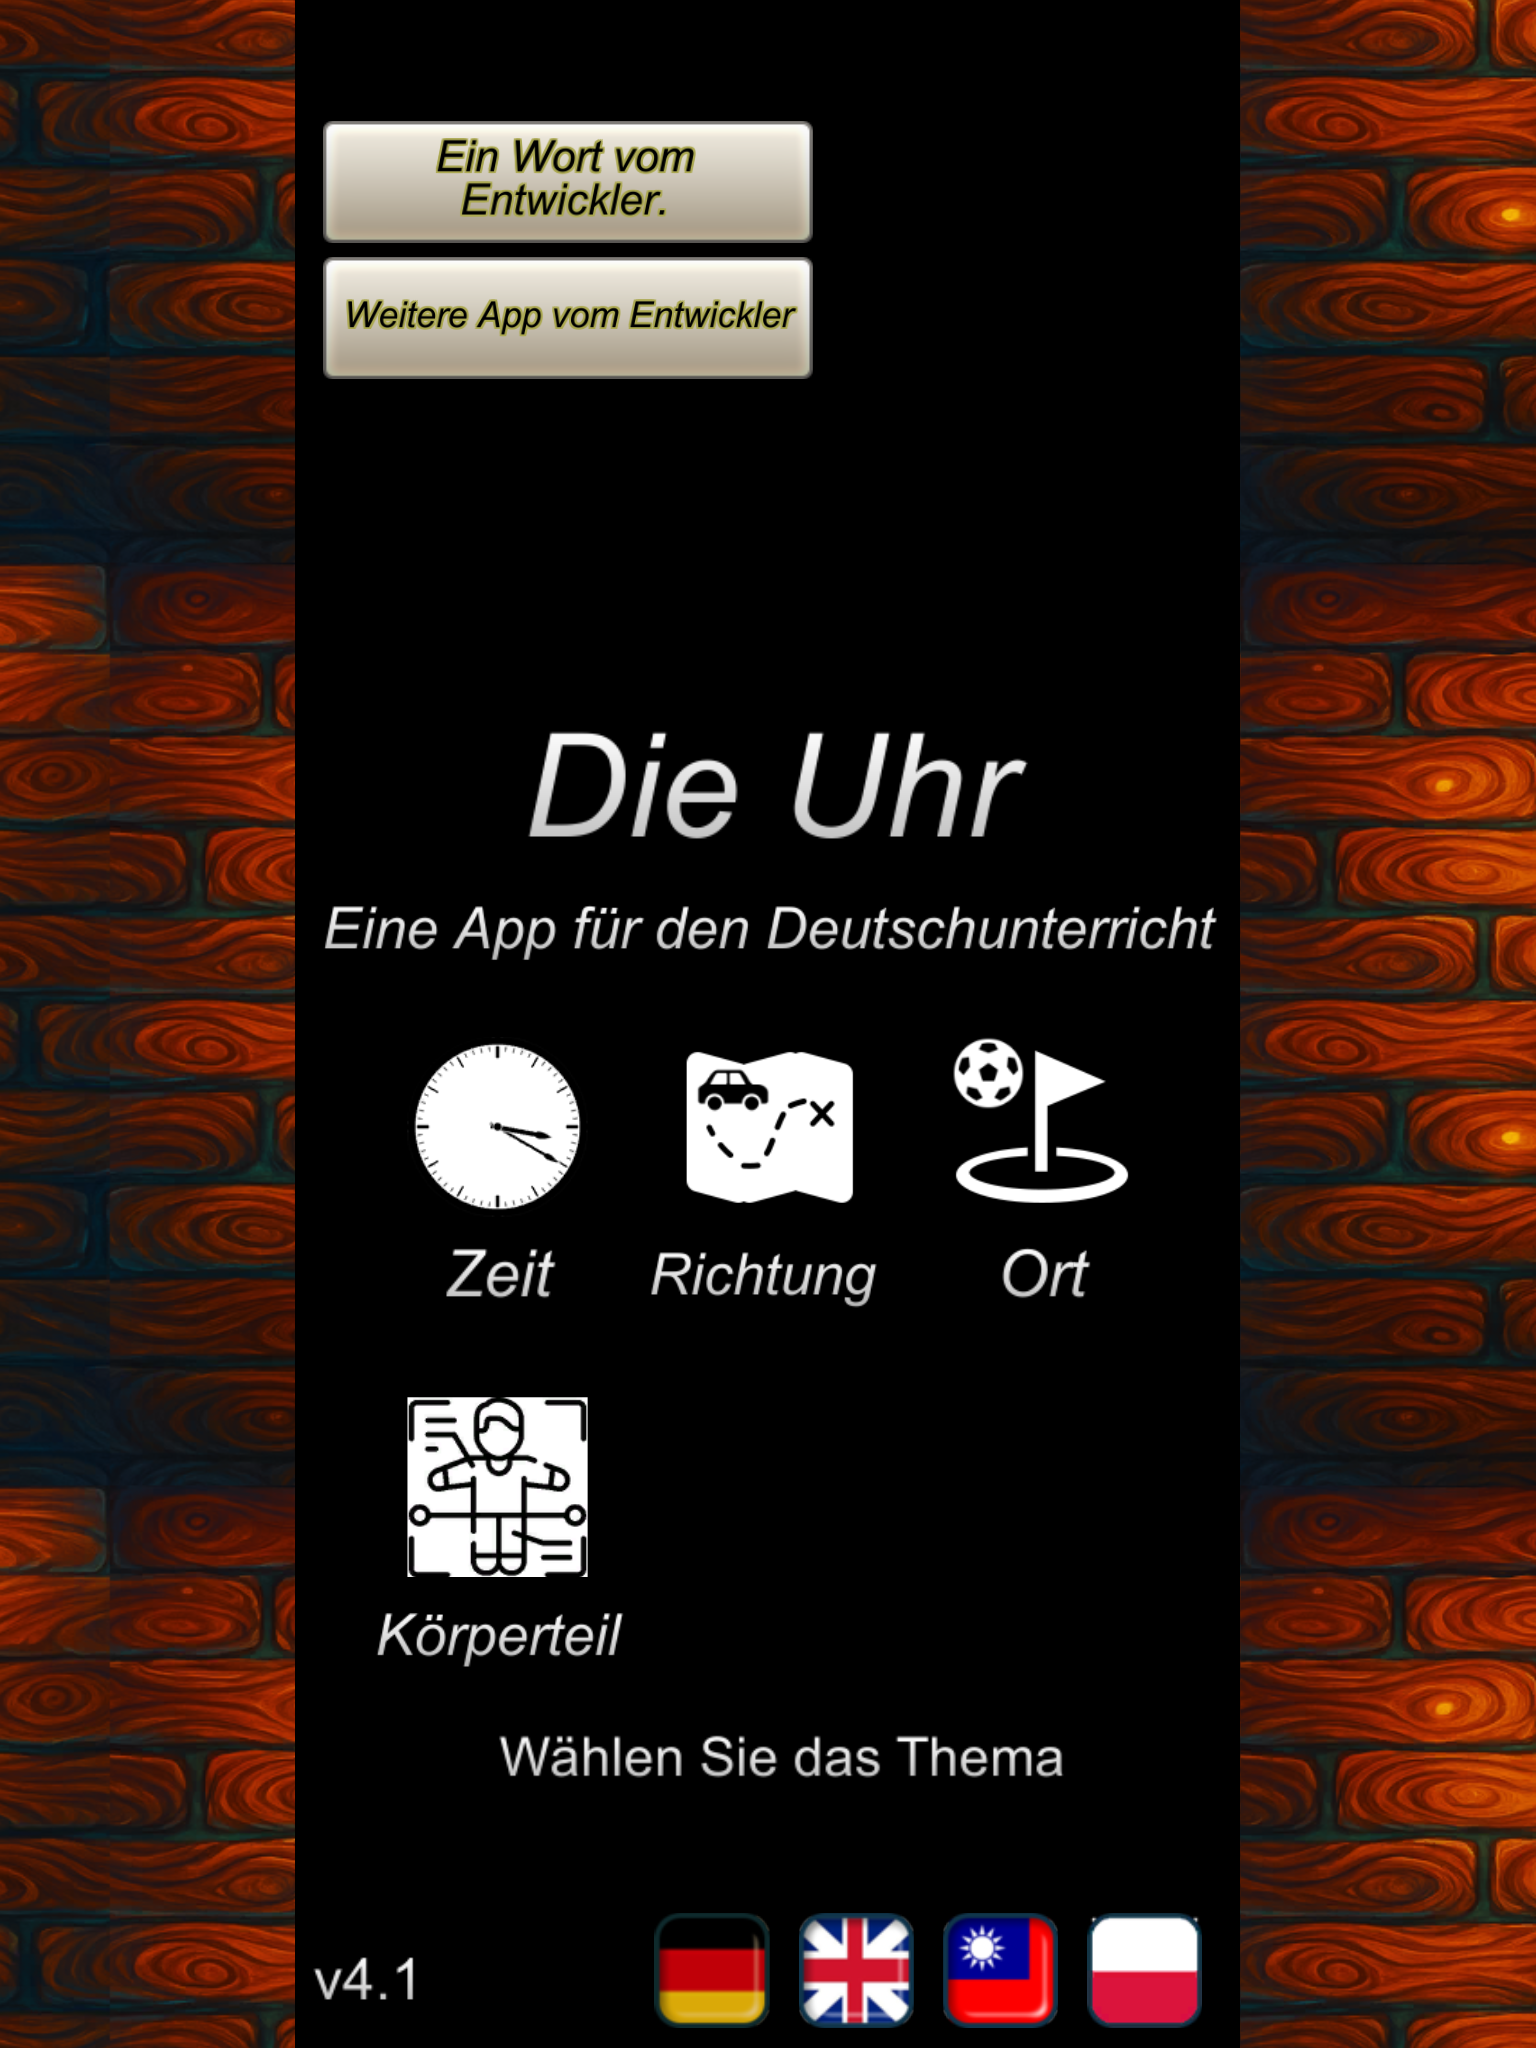 Ein Wort vom
Entwickler.
Weitere App vom Entwickler
Die Uhr
Eine App für den Deutschunterricht
Zeit
Richtung
Ort
Körperteil
Wählen Sie das Thema
v4.1